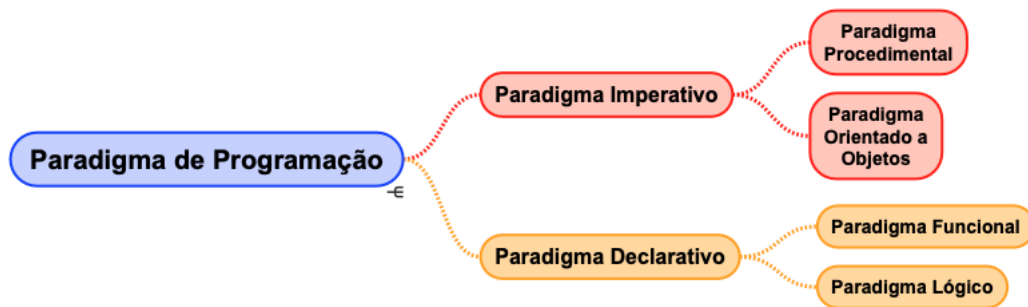 Paradigma de Programação
Paradigma Imperativo
Paradigma
Procedimental
Paradigma
Orientado a
Objetos
Paradigma Declarativo
Paradigma Funcional
Paradigma Lógico